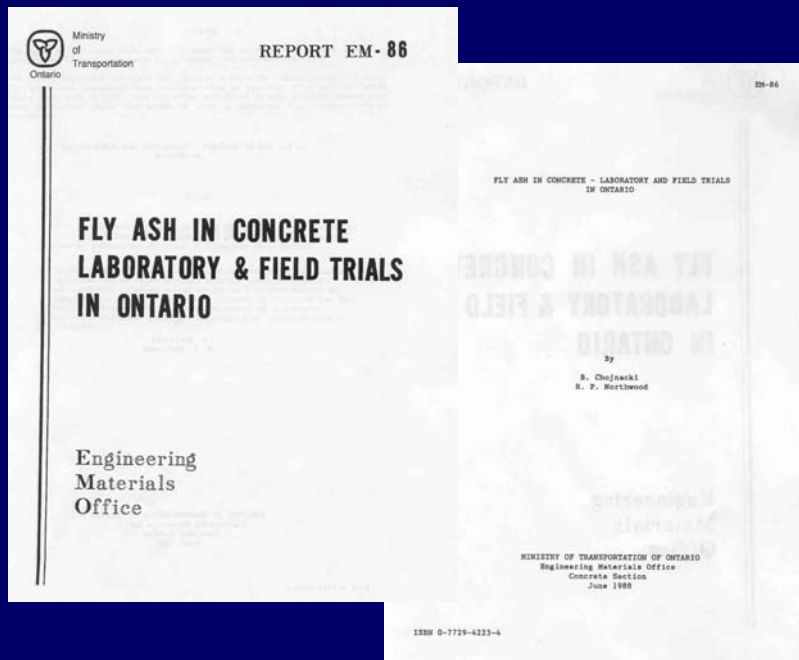 Ministry
of
Transportation
Ontario
REPORT EM-86
FLY ASH IN CONCRETE
LABORATORY & FIELD TRIALS
IN ONTARIO
Engineering
Materials
Office
EM-86
FLY ASH IN CONCRETE - LABORATORY AND FIELD TRIALS
IN ONTARIO
By
B. Chojnacki
R. P. Northwood
MINISTRY OF TRANSPORTATION OF ONTARIO
Engineering Materials Office
Concrete Section
June 1988
ISBN 0-7729-4223-4